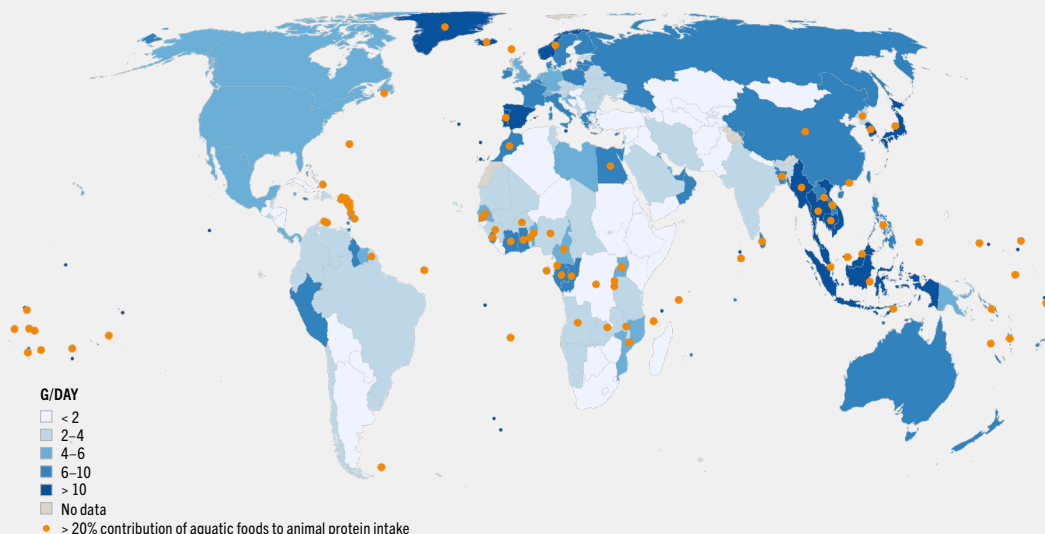 G/DAY
< 2
2–4
4–6
6–10
> 10
No data
> 20% contribution of aquatic foods to animal protein intake